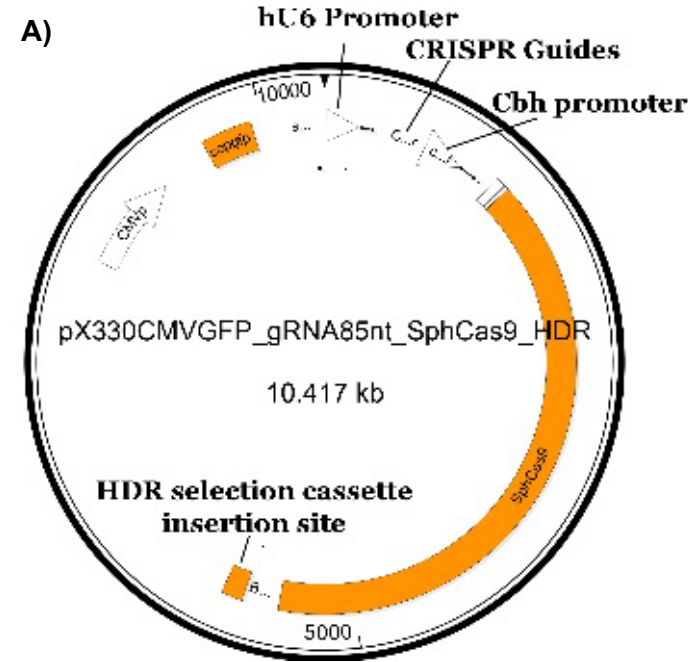 A)
hU6 Promoter
CRISPR Guides
Cbh promoter
10000
CMVp
pX330CMVGFP_gRNA85nt_SphCas9_HDR
10.417 kb
SphCas9
HDR selection cassette
insertion site
5000